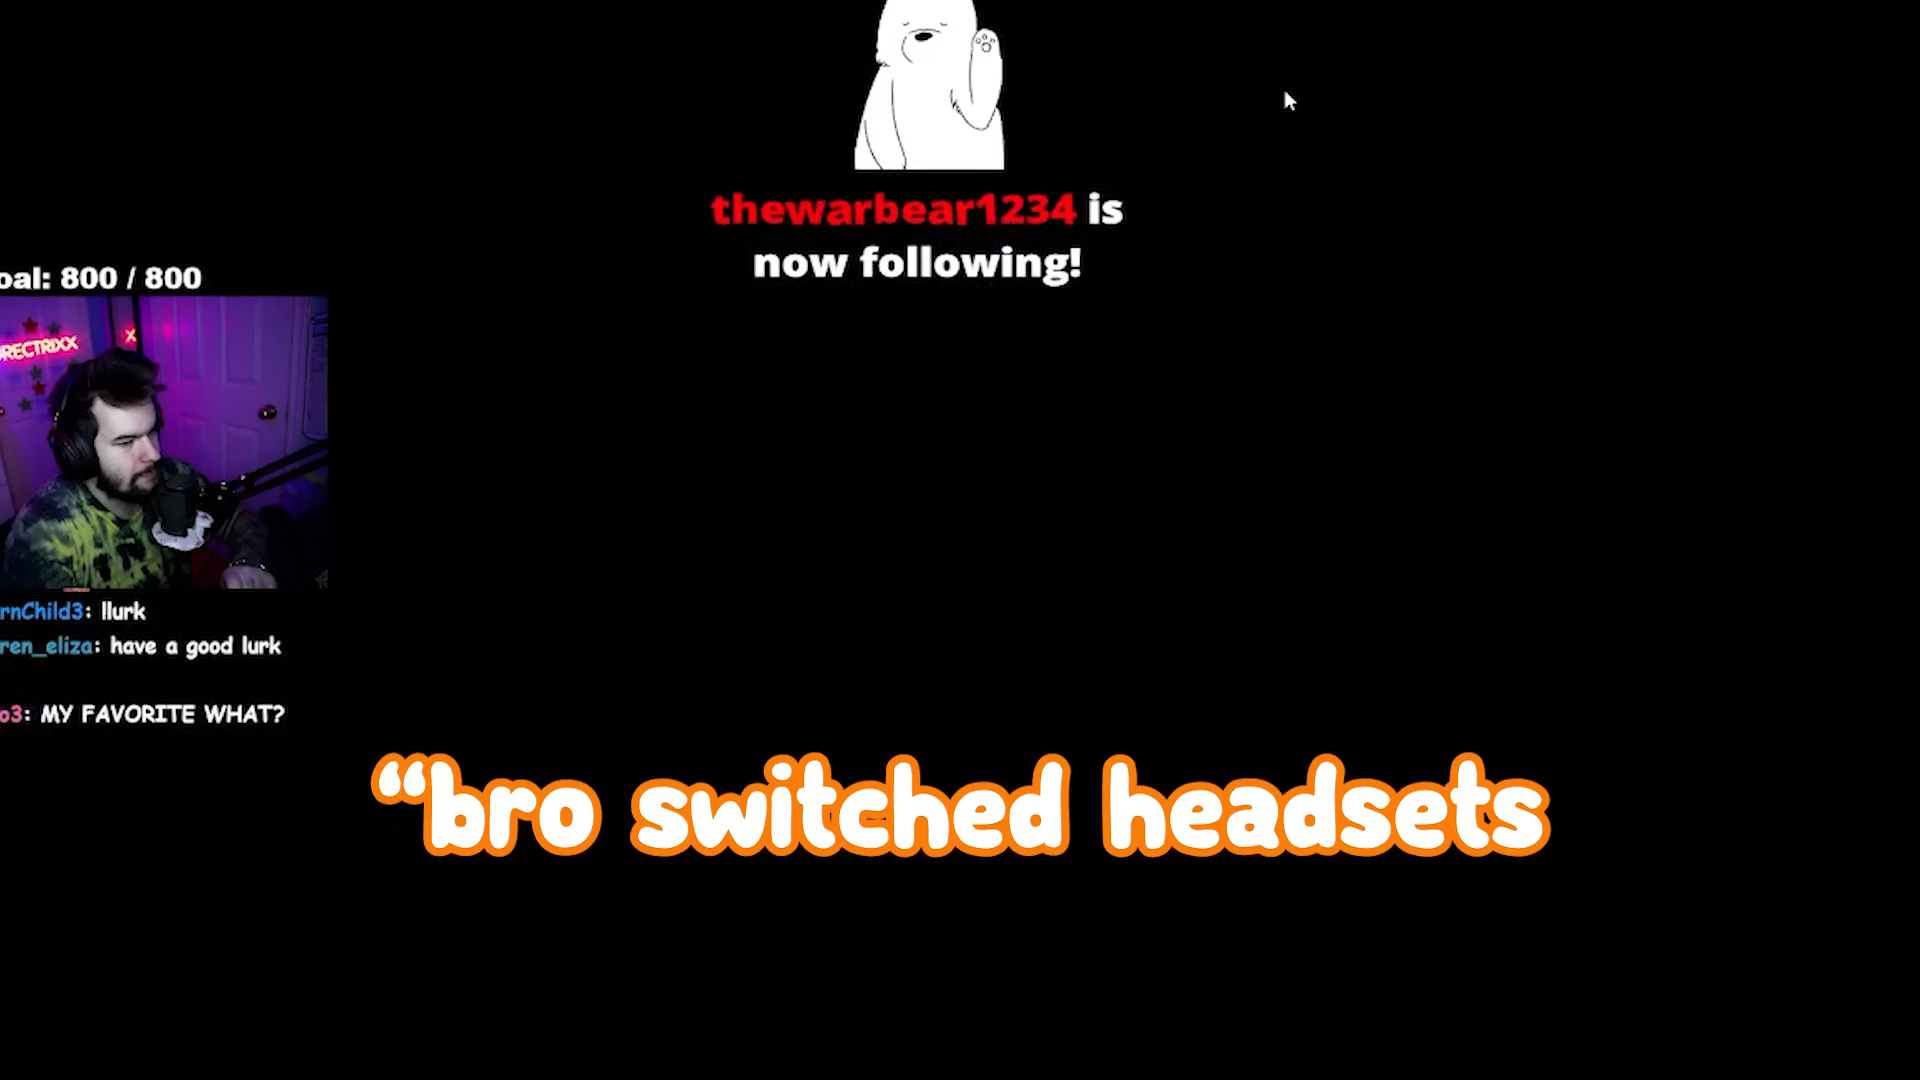 thewarbear1234 is
now following!
oal: 800 / 800
RECTRIXX
X
rnChild3: llurk
ren_eliza: have a good lurk
o3: MY FAVORITE WHAT?
“bro switched headsets